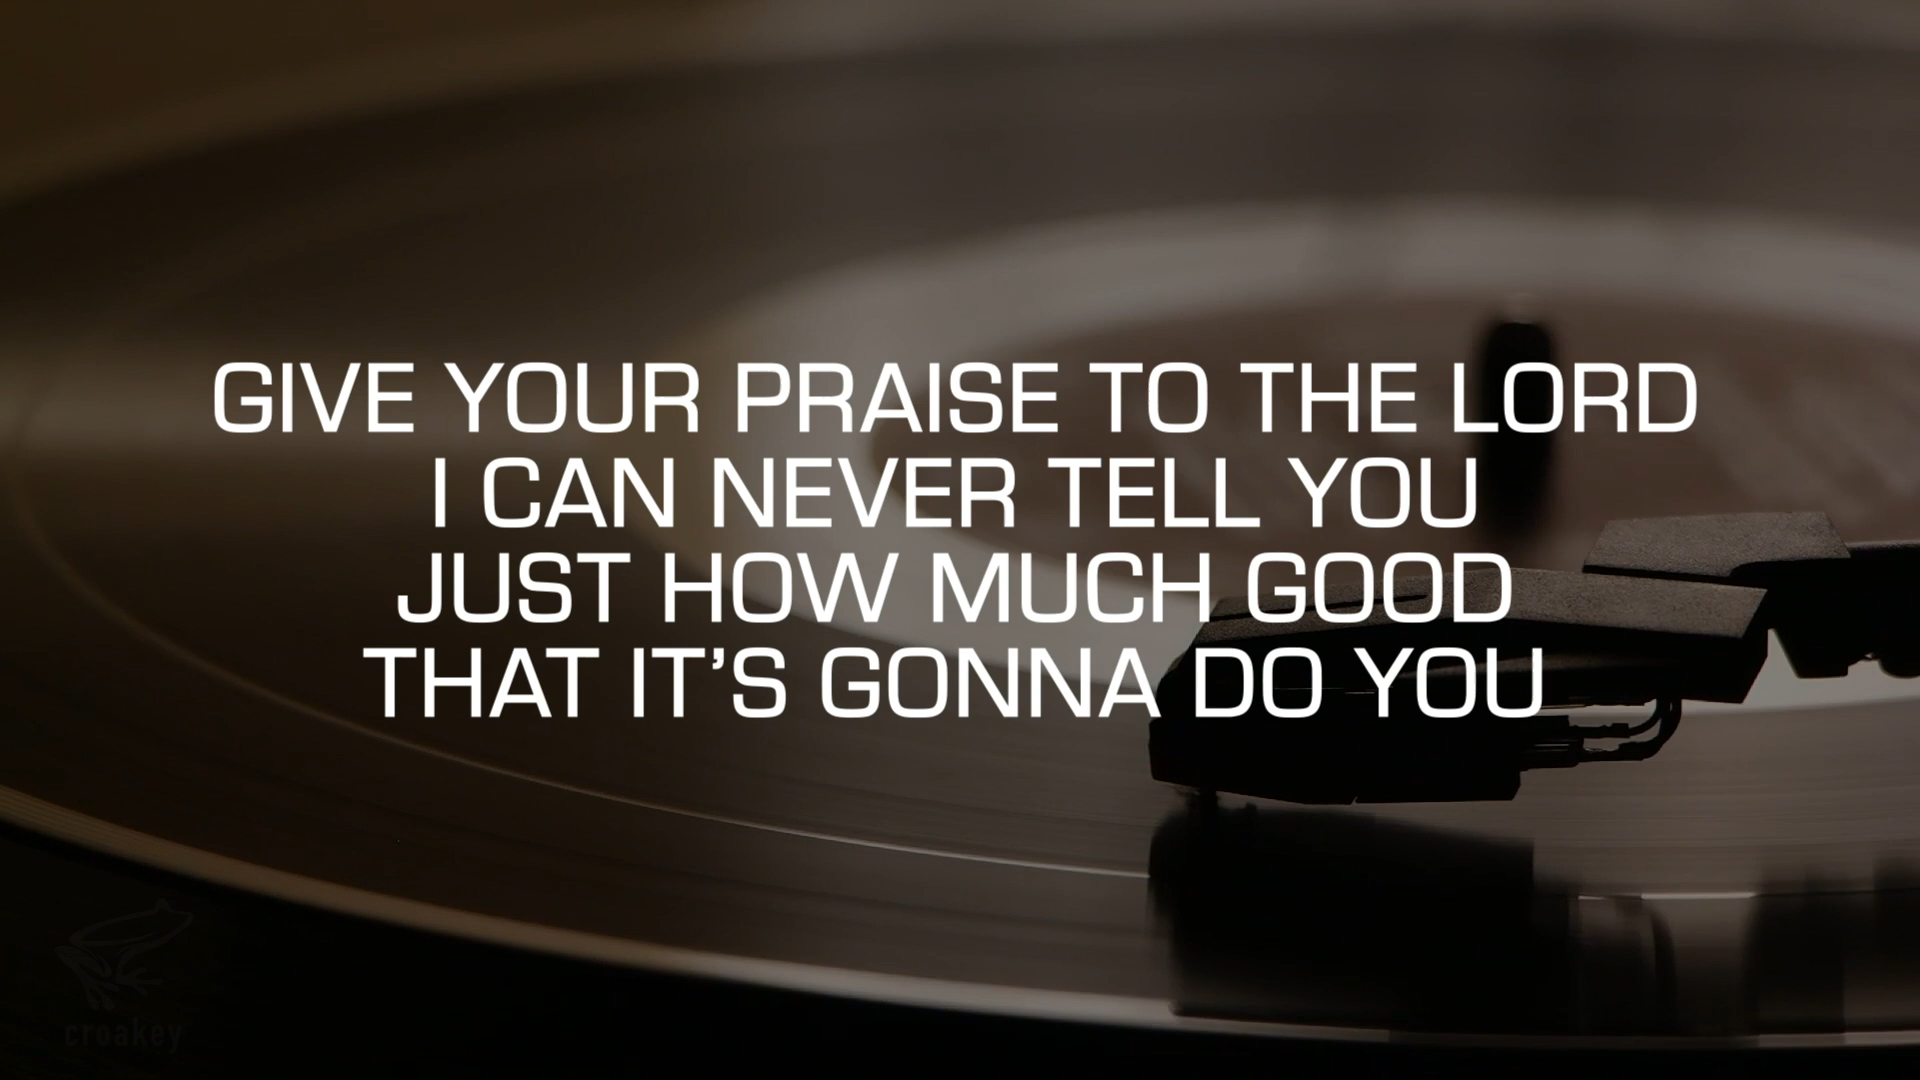 GIVE YOUR PRAISE TO THE LORD
I CAN NEVER TELL YOU
JUST HOW MUCH GOOD
THAT IT'S GONNA DO YOU
croakey